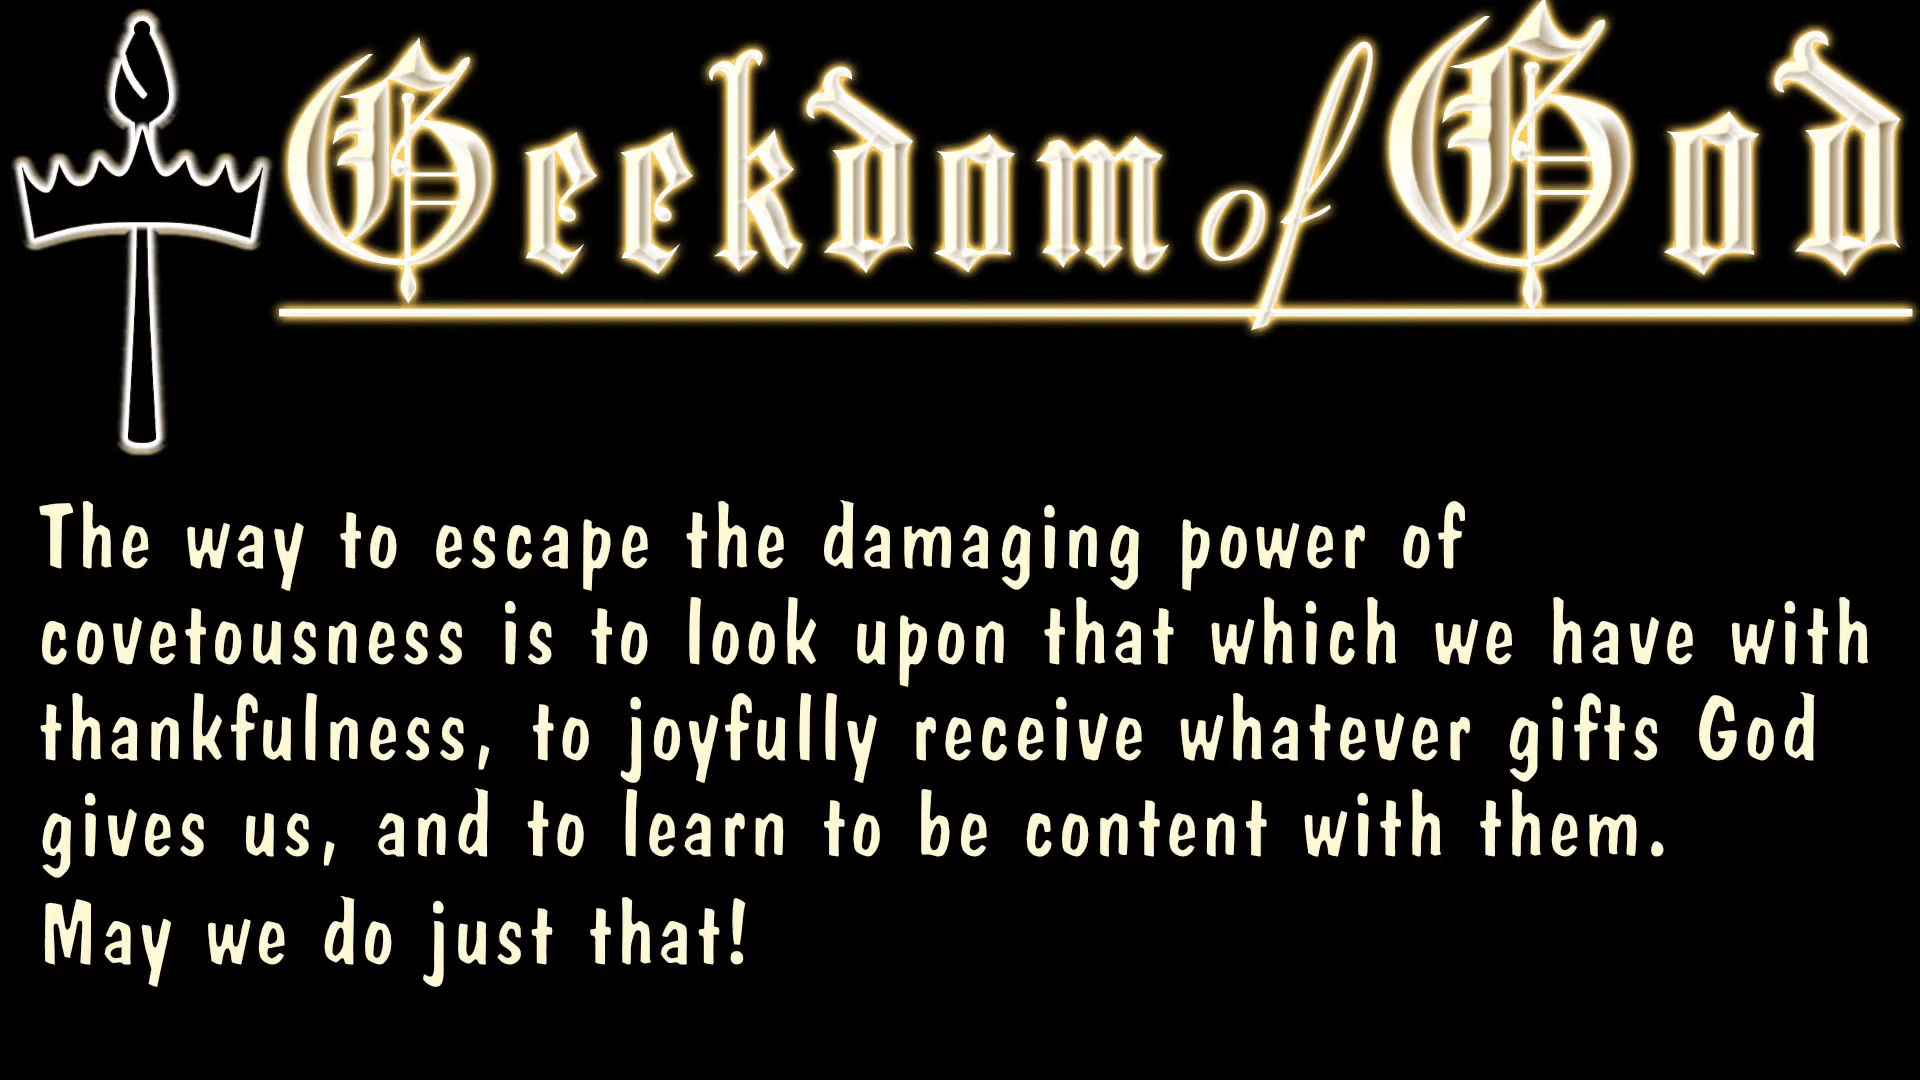 Geekdom of God
The way to escape the damaging power of
covetousness is to look upon that which we have with
thankfulness, to joyfully receive whatever gifts God
gives us, and to learn to be content with them.
May we do just that!